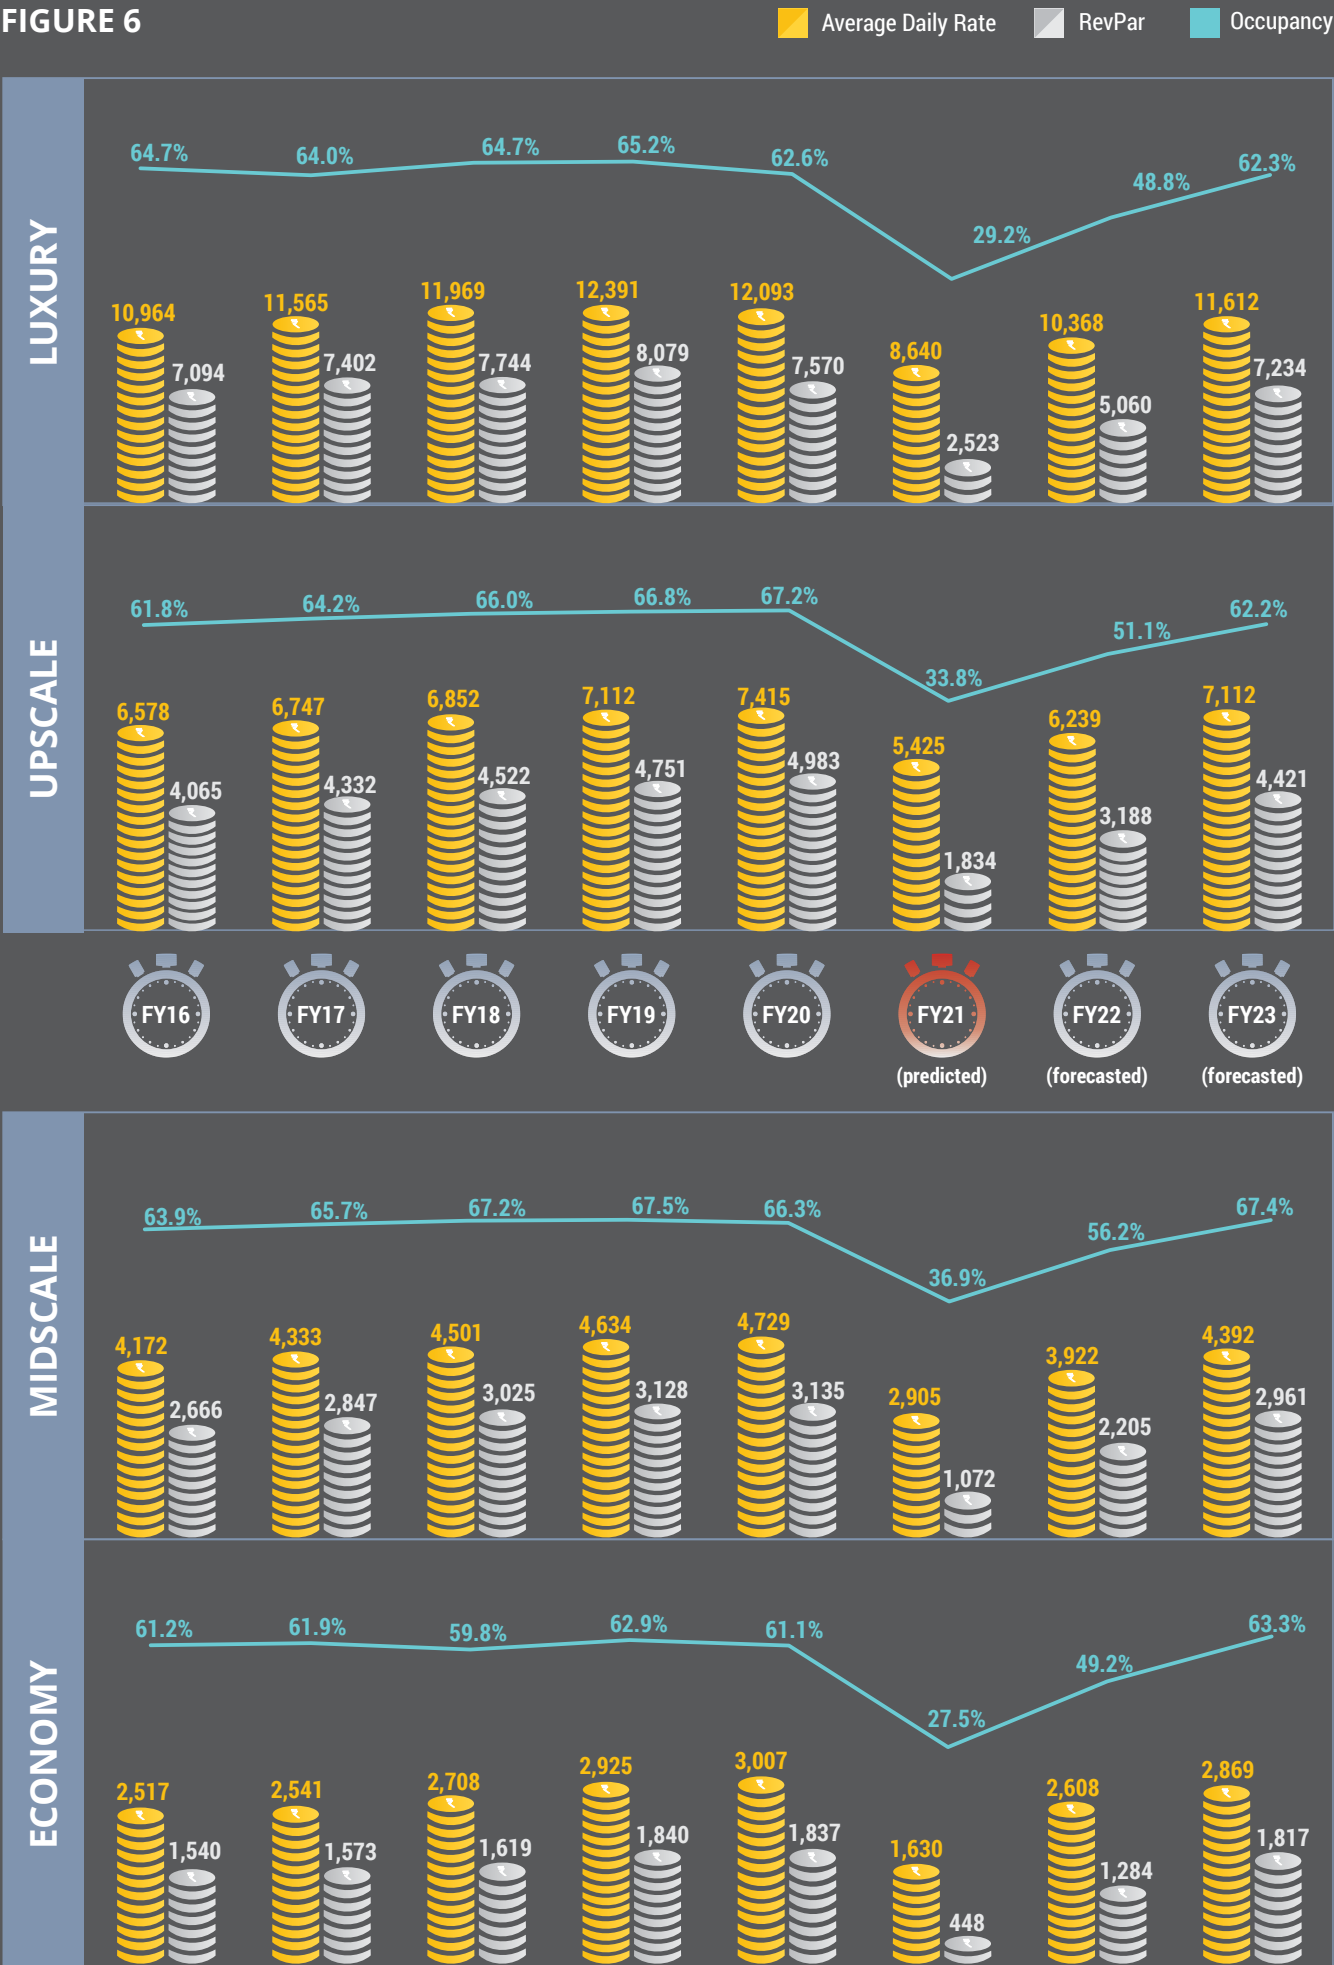 FIGURE 6
Average Daily Rate
RevPar
Occupancy
LUXURY
64.7% 64.0% 64.7% 65.2% 62.6% 29.2% 48.8% 62.3%
10,964 11,565 11,969 12,391 12,093 8,640 10,368 11,612
7,094 7,402 7,744 8,079 7,570 2,523 5,060 7,234
UPSCALE
61.8% 64.2% 66.0% 66.8% 67.2% 33.8% 51.1% 62.2%
6,578 6,747 6,852 7,112 7,415 5,425 6,239 7,112
4,065 4,332 4,522 4,751 4,983 1,834 3,188 4,421
FY16 FY17 FY18 FY19 FY20 FY21 FY22 FY23
(predicted) (forecasted) (forecasted)
MIDSCALE
63.9% 65.7% 67.2% 67.5% 66.3% 36.9% 56.2% 67.4%
4,172 4,333 4,501 4,634 4,729 2,905 3,922 4,392
2,666 2,847 3,025 3,128 3,135 1,072 2,205 2,961
ECONOMY
61.2% 61.9% 59.8% 62.9% 61.1% 27.5% 49.2% 63.3%
2,517 2,541 2,708 2,925 3,007 1,630 2,608 2,869
1,540 1,573 1,619 1,840 1,837 448 1,284 1,817